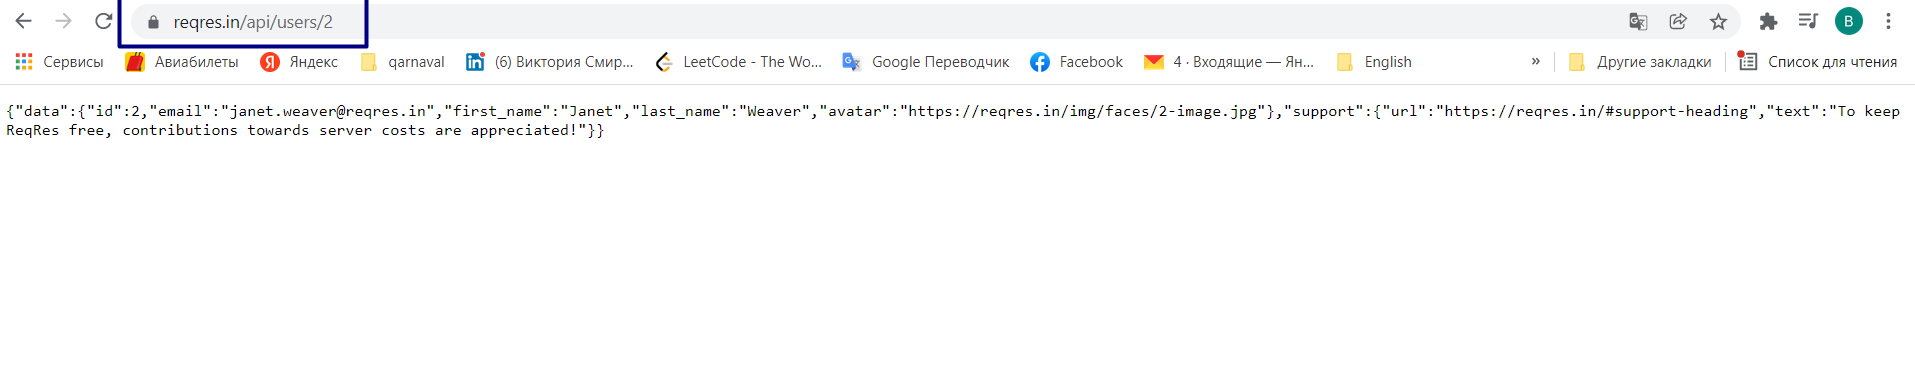 reqres.in/api/users/2
B
Сервисы Авиабилеты Я Яндекс qarnaval in (6) Виктория Смир... LeetCode - The Wo... Google Переводчик Facebook 4 · Входящие — Ян... English » Другие закладки Список для чтения
{"data":{"id":2,"email":"janet.weaver@reqres.in","first_name":"Janet","last_name":"Weaver","avatar":"https://reqres.in/img/faces/2-image.jpg"},"support":{"url":"https://reqres.in/#support-heading","text":"To keep
ReqRes free, contributions towards server costs are appreciated!"}}